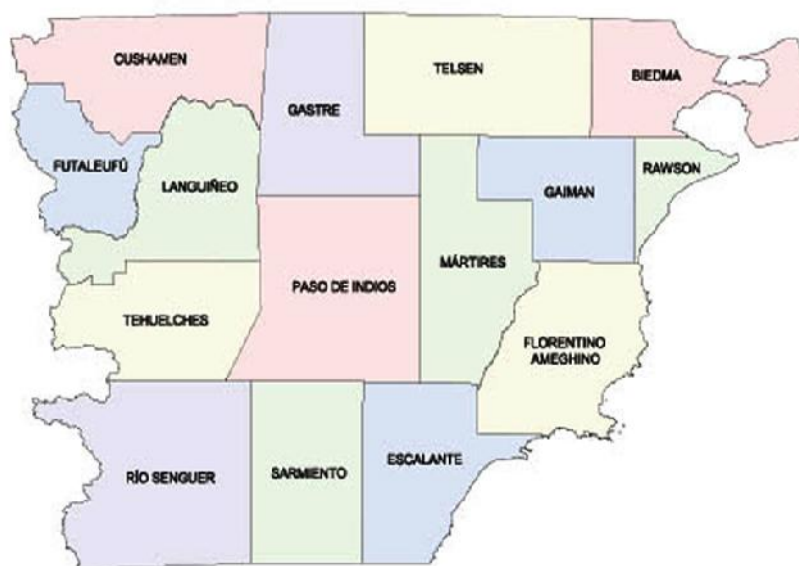 CUSHAMEN
GASTRE
TELSEN
BIEDMA
FUTALEUFÚ
LANGUIÑEO
GAIMAN
RAWSON
MÁRTIRES
PASO DE INDIOS
TEHUELCHES
FLORENTINO
AMEGHINO
RÍO SENGUER
SARMIENTO
ESCALANTE